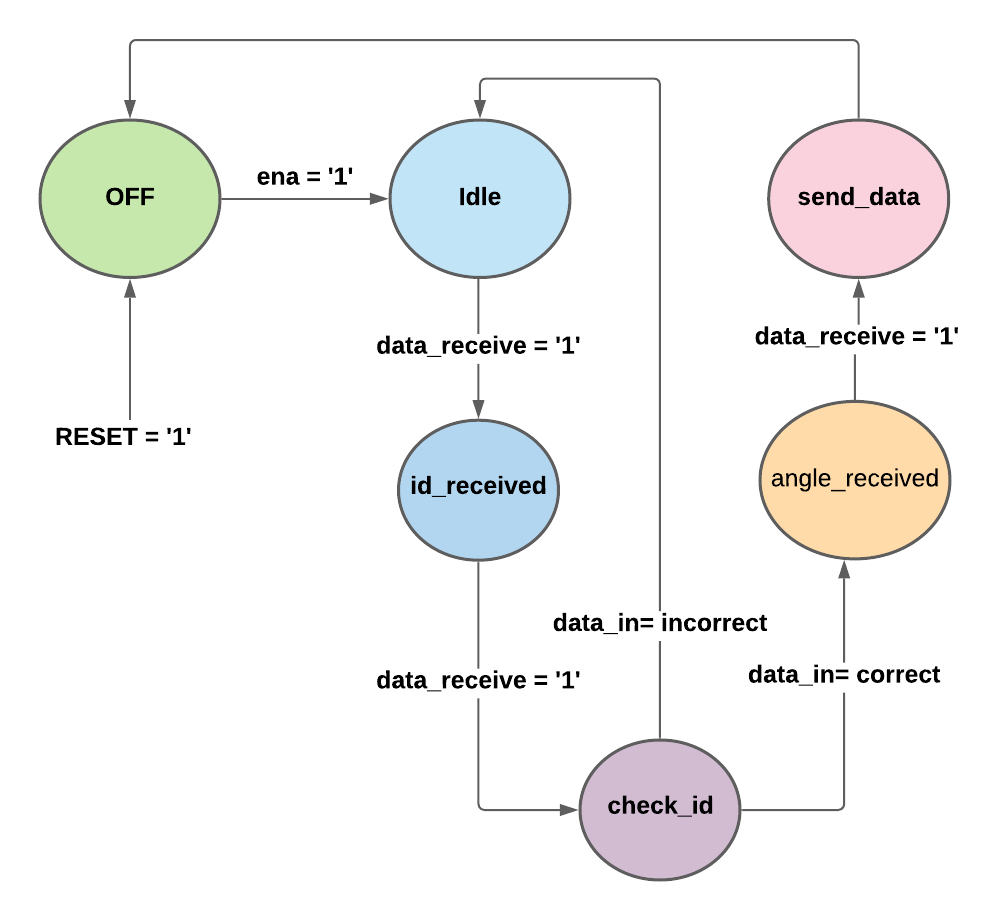 ena = '1'
OFF
Idle
send_data
data_receive = '1'
data_receive = '1'
RESET = '1'
id_received
angle_received
data_in= incorrect
data_in= correct
data_receive = '1'
check_id